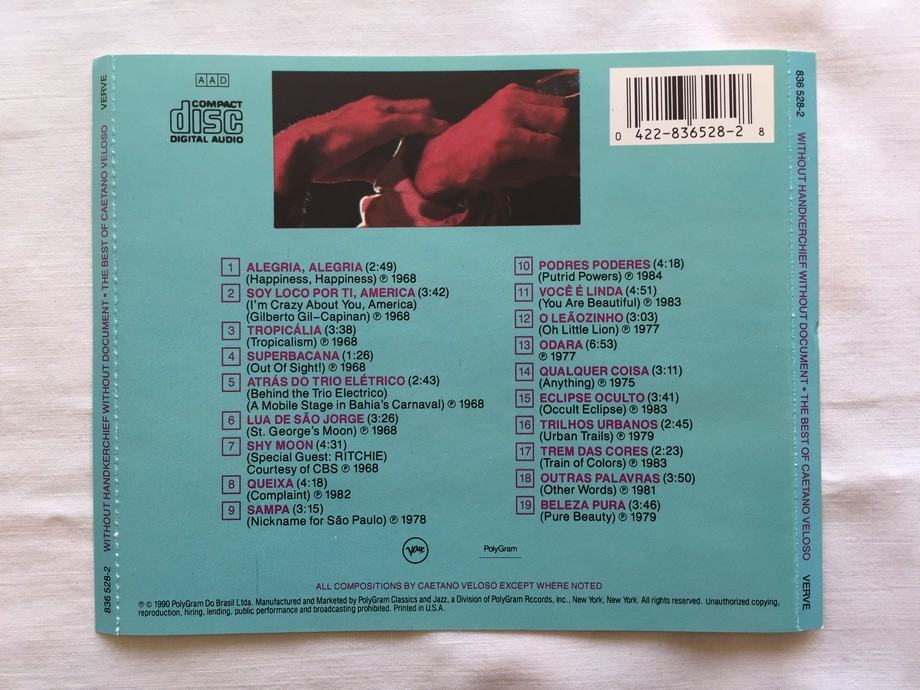 836 528-2 WITHOUT HANDKERCHIEF WITHOUT DOCUMENT • THE BEST OF CAETANO VELOSO VERVE
AAD
COMPACT
disc
DIGITAL AUDIO
0 422-836528-2 8
1 ALEGRIA, ALEGRIA (2:49)
(Happiness, Happiness) ℗ 1968
2 SOY LOCO POR TI, AMERICA (3:42)
(I'm Crazy About You, America)
(Gilberto Gil-Capinan) ℗ 1968
3 TROPICÁLIA (3:38)
(Tropicalism) ℗ 1968
4 SUPERBACANA (1:26)
(Out Of Sight!) ℗ 1968
5 ATRÁS DO TRIO ELÉTRICO (2:43)
(Behind the Trio Electrico)
(A Mobile Stage in Bahia's Carnaval) ℗ 1968
6 LUA DE SÃO JORGE (3:26)
(St. George's Moon) ℗ 1968
7 SHY MOON (4:31)
(Special Guest: RITCHIE)
Courtesy of CBS ℗ 1968
8 QUEIXA (4:18)
(Complaint) ℗ 1982
9 SAMPA (3:15)
(Nickname for São Paulo) ℗ 1978
10 PODRES PODERES (4:18)
(Putrid Powers) ℗ 1984
11 VOCÊ É LINDA (4:51)
(You Are Beautiful) ℗ 1983
12 O LEÃOZINHO (3:03)
(Oh Little Lion) ℗ 1977
13 ODARA (6:53)
℗ 1977
14 QUALQUER COISA (3:11)
(Anything) ℗ 1975
15 ECLIPSE OCULTO (3:41)
(Occult Eclipse) ℗ 1983
16 TRILHOS URBANOS (2:45)
(Urban Trails) ℗ 1979
17 TREM DAS CORES (2:23)
(Train of Colors) ℗ 1983
18 OUTRAS PALAVRAS (3:50)
(Other Words) ℗ 1981
19 BELEZA PURA (3:46)
(Pure Beauty) ℗ 1979
Verve
PolyGram
ALL COMPOSITIONS BY CAETANO VELOSO EXCEPT WHERE NOTED
℗ © 1990 PolyGram Do Brasil Ltda. Manufactured and Marketed by PolyGram Classics and Jazz, a Division of PolyGram Records, Inc., New York, New York. All rights reserved. Unauthorized copying,
reproduction, hiring, lending, public performance and broadcasting prohibited. Printed in U.S.A.
836 528-2 WITHOUT HANDKERCHIEF WITHOUT DOCUMENT • THE BEST OF CAETANO VELOSO VERVE